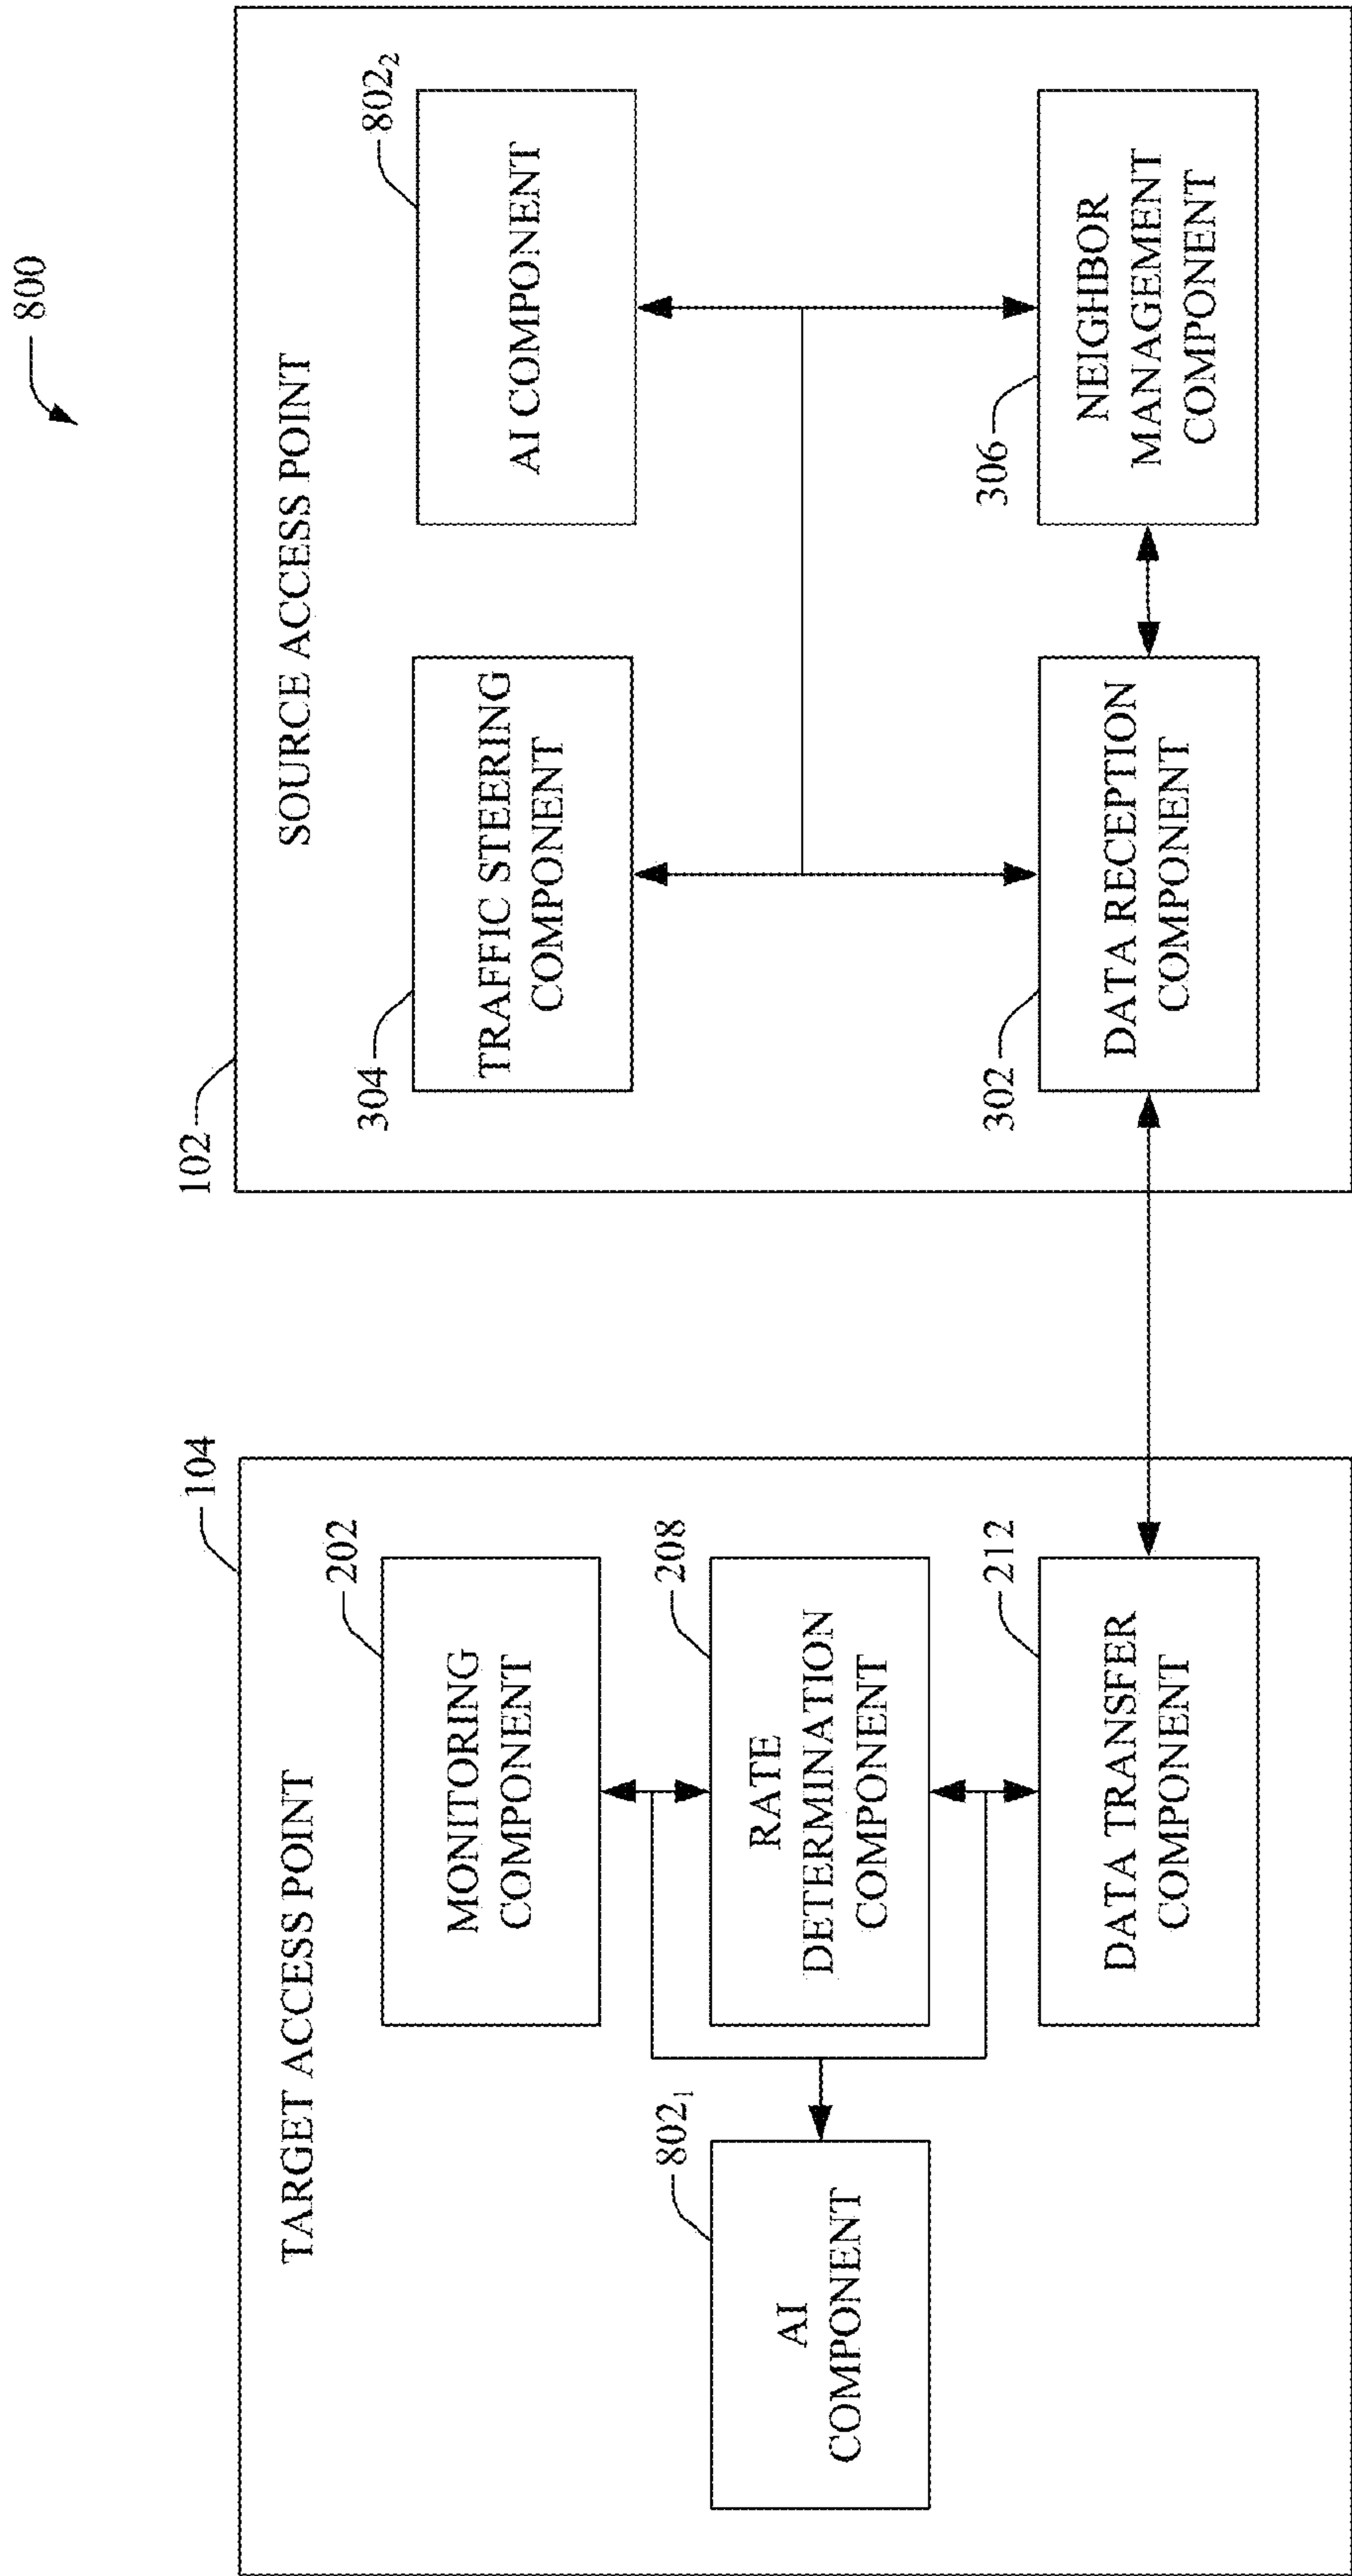 800
104
TARGET ACCESS POINT
202
MONITORING
COMPONENT
208
RATE
DETERMINATION
COMPONENT
802₁
AI
COMPONENT
212
DATA TRANSFER
COMPONENT
102
SOURCE ACCESS POINT
304
TRAFFIC STEERING
COMPONENT
802₂
AI COMPONENT
302
DATA RECEPTION
COMPONENT
306
NEIGHBOR
MANAGEMENT
COMPONENT